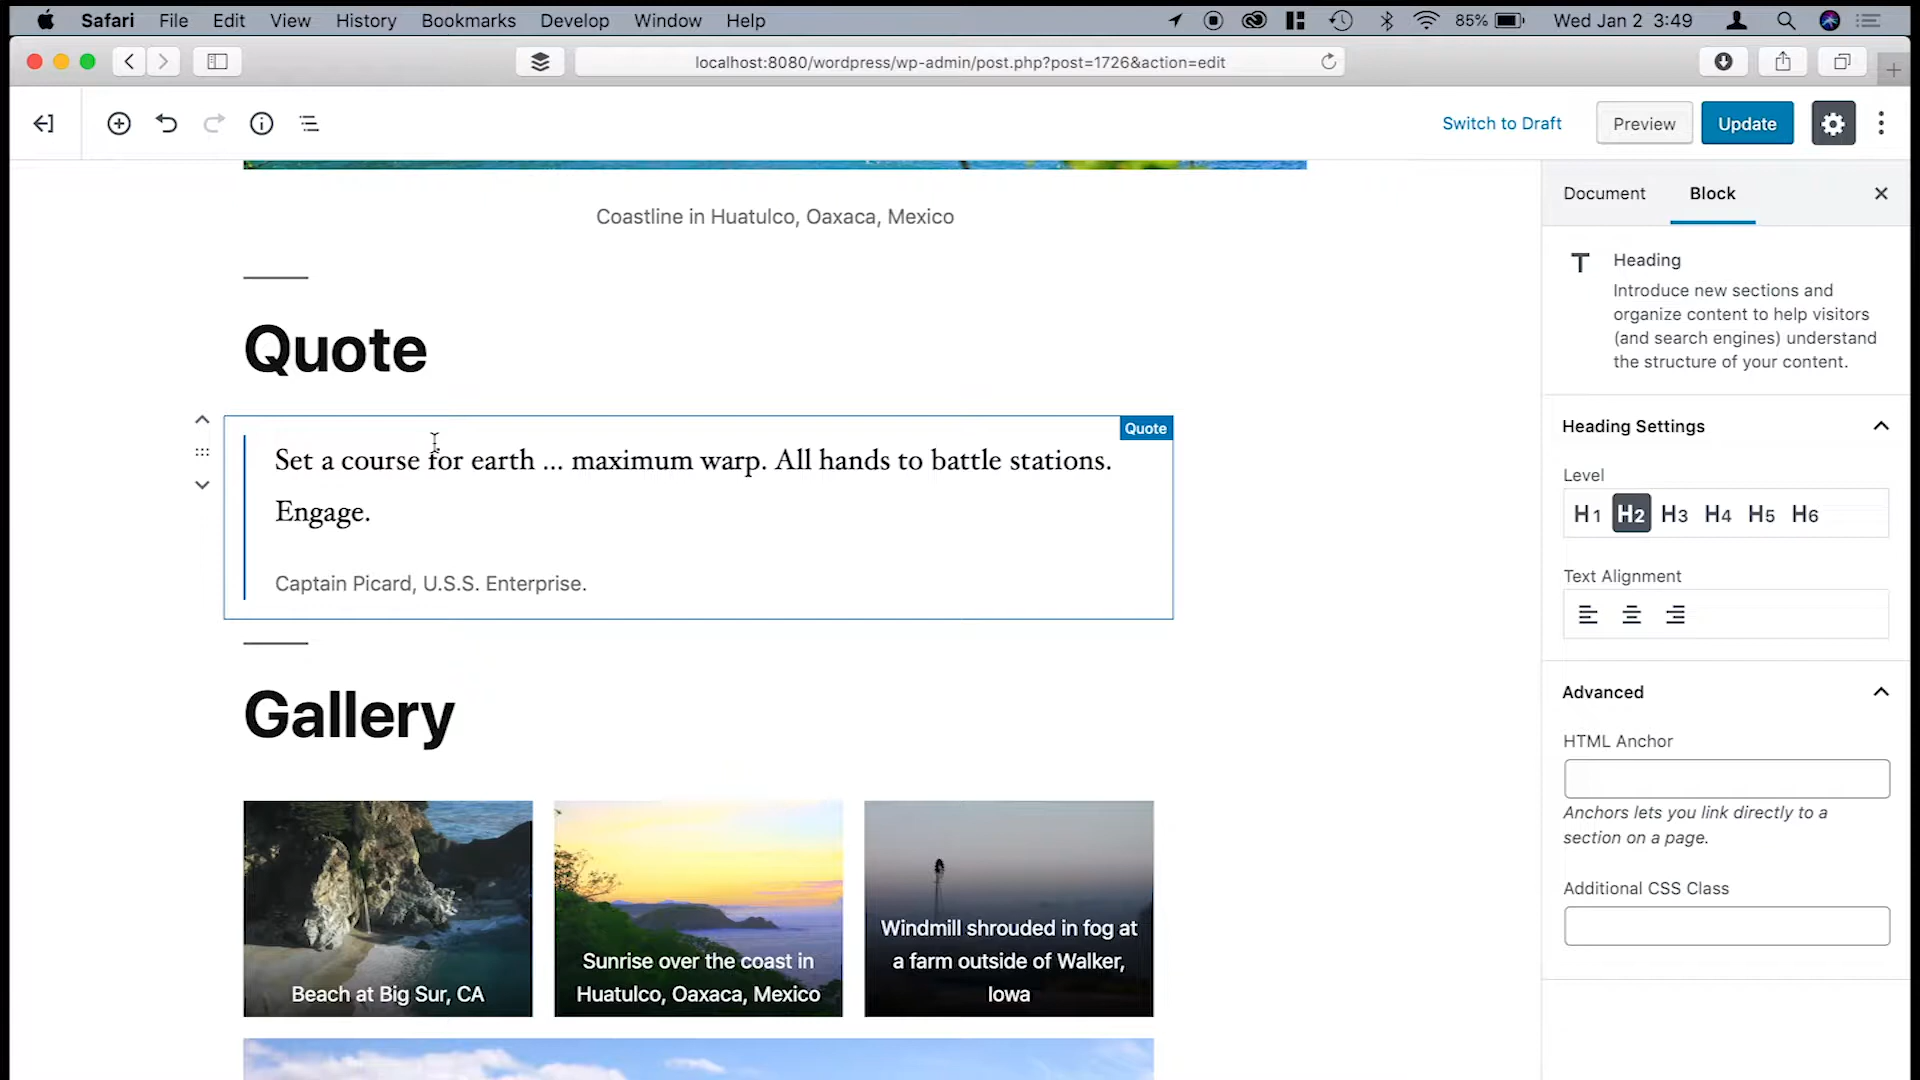 Safari File Edit View History Bookmarks Develop Window Help 85% Wed Jan 2 3:49
localhost:8080/wordpress/wp-admin/post.php?post=1726&action=edit
Switch to Draft Preview Update
Coastline in Huatulco, Oaxaca, Mexico
Quote
Quote
Set a course for earth ... maximum warp. All hands to battle stations.
Engage.
Captain Picard, U.S.S. Enterprise.
Gallery
Beach at Big Sur, CA
Sunrise over the coast in
Huatulco, Oaxaca, Mexico
Windmill shrouded in fog at
a farm outside of Walker,
Iowa
Document Block
Heading
Introduce new sections and
organize content to help visitors
(and search engines) understand
the structure of your content.
Heading Settings
Level
H1 H2 H3 H4 H5 H6
Text Alignment
Advanced
HTML Anchor
Anchors lets you link directly to a
section on a page.
Additional CSS Class